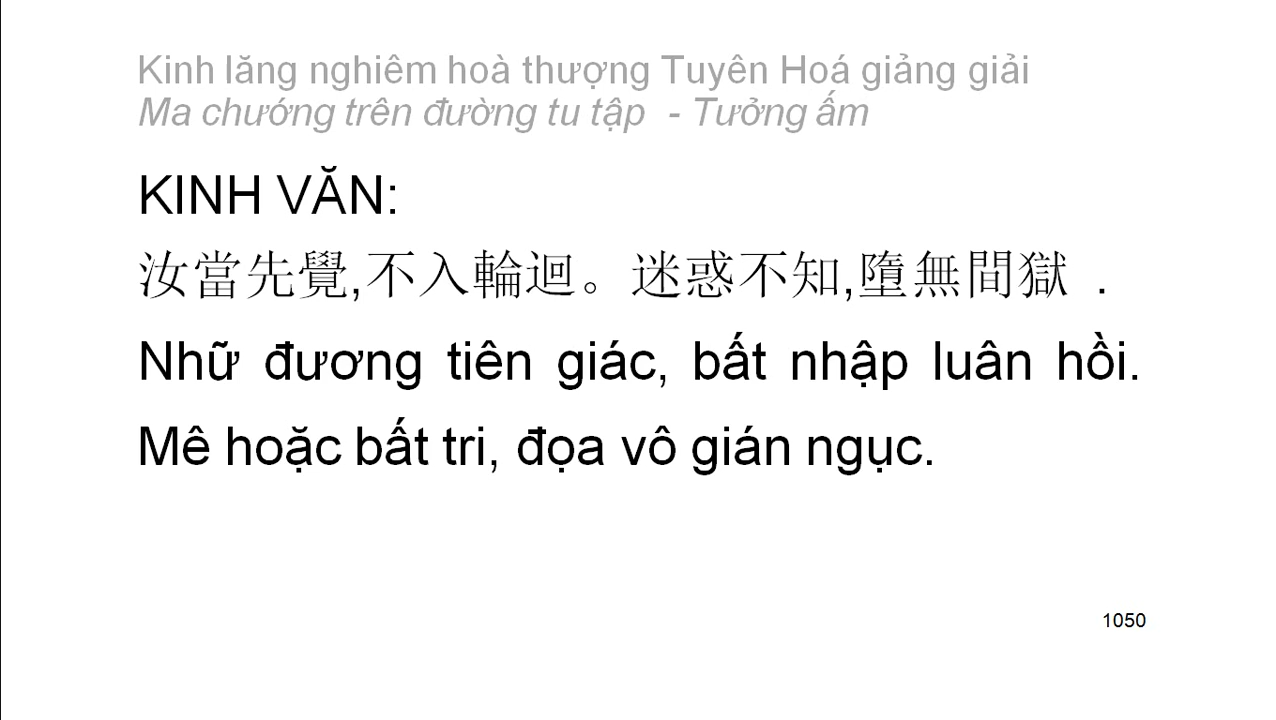 Kinh lăng nghiêm hoà thượng Tuyên Hoá giảng giải
Ma chướng trên đường tu tập - Tưởng ấm
KINH VĂN:
汝當先覺,不入輪迴。迷惑不知,墮無間獄 .
Nhữ đương tiên giác, bất nhập luân hồi.
Mê hoặc bất tri, đọa vô gián ngục.
1050